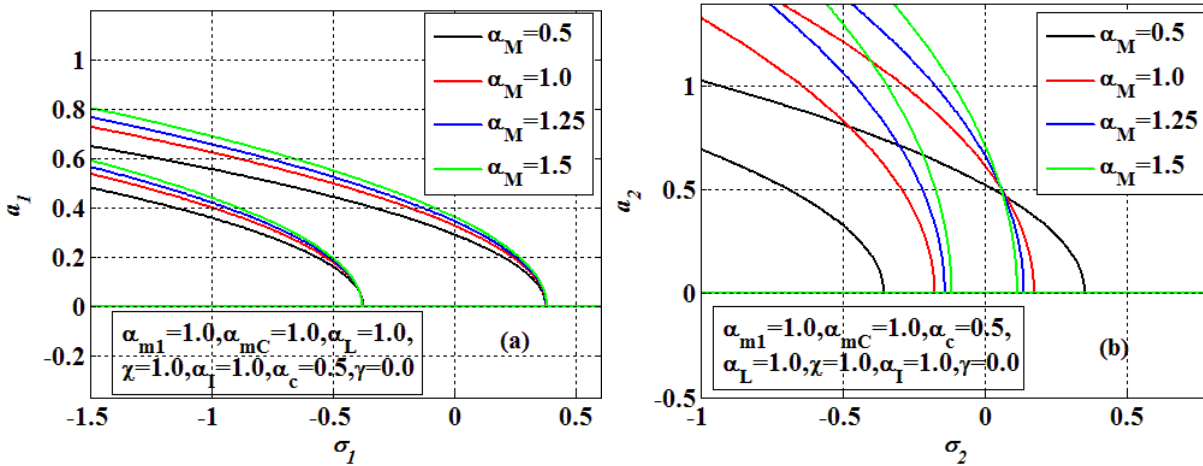 1
0.8
0.6
0.4
0.2
0
-0.2
a1
-1.5 -1 -0.5 0 0.5
σ1
αM=0.5
αM=1.0
αM=1.25
αM=1.5
αm1=1.0,αmC=1.0,αL=1.0,
χ=1.0,αI=1.0,αc=0.5,γ=0.0
(a)
1
0.5
0
-0.5
a2
-1 -0.5 0 0.5
σ2
αM=0.5
αM=1.0
αM=1.25
αM=1.5
αm1=1.0,αmC=1.0,αc=0.5,
αL=1.0,χ=1.0,αI=1.0,γ=0.0
(b)